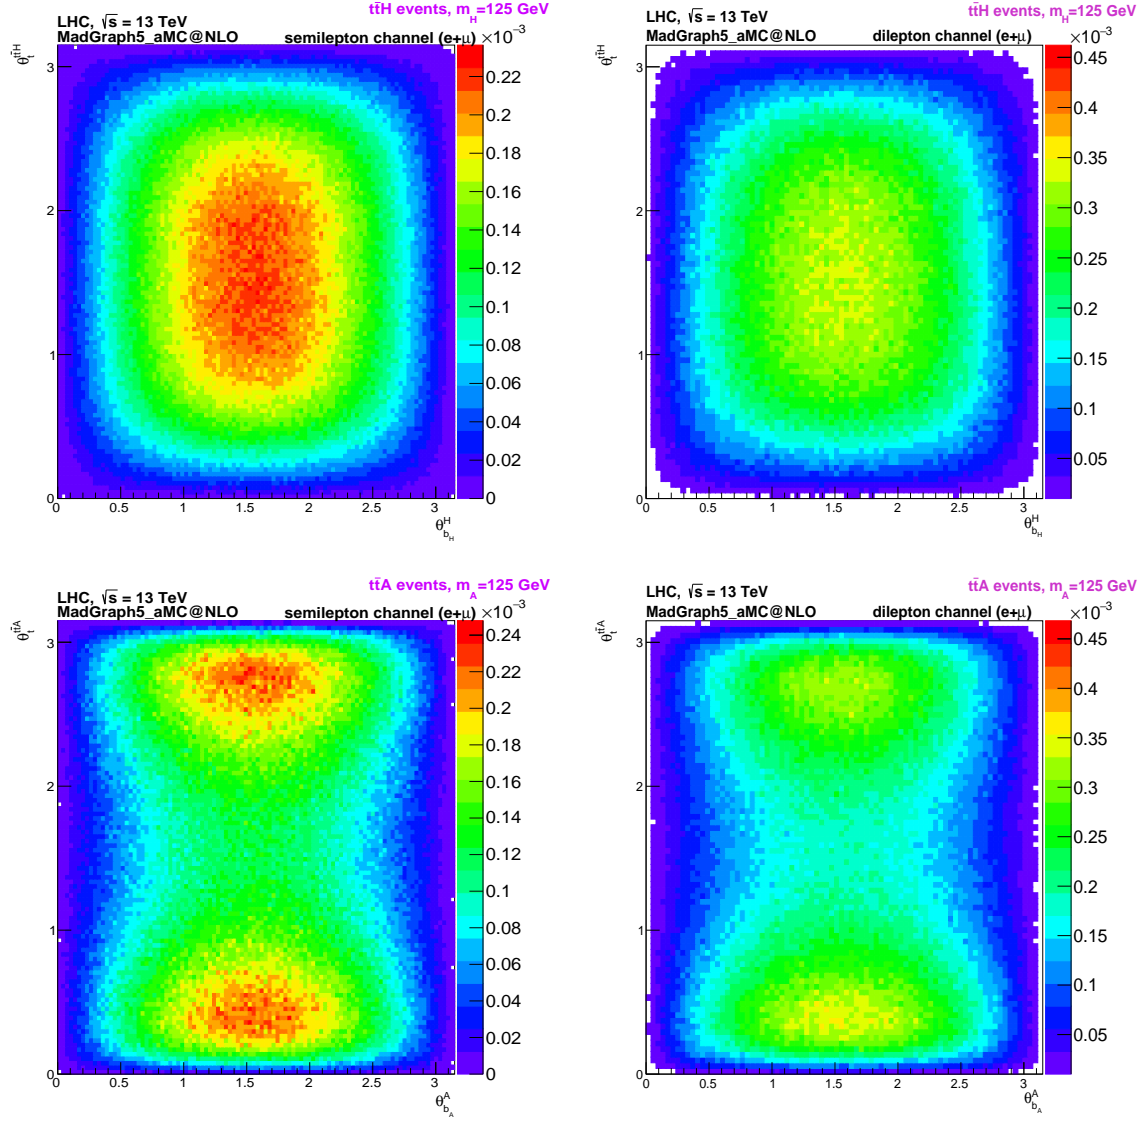 LHC, √s = 13 TeV
tt̄H events, m_H=125 GeV
MadGraph5_aMC@NLO
semilepton channel (e+μ)
×10⁻³
θ_t^{tt̄H}
3
2
1
0
0 0.5 1 1.5 2 2.5 3
θ_{b_H}^H
0.22
0.2
0.18
0.16
0.14
0.12
0.1
0.08
0.06
0.04
0.02
0
LHC, √s = 13 TeV
tt̄H events, m_H=125 GeV
MadGraph5_aMC@NLO
dilepton channel (e+μ)
×10⁻³
θ_t^{tt̄H}
3
2
1
0
0 0.5 1 1.5 2 2.5 3
θ_{b_H}^H
0.45
0.4
0.35
0.3
0.25
0.2
0.15
0.1
0.05
LHC, √s = 13 TeV
tt̄A events, m_A=125 GeV
MadGraph5_aMC@NLO
semilepton channel (e+μ)
×10⁻³
θ_t^{tt̄A}
3
2
1
0
0 0.5 1 1.5 2 2.5 3
θ_{b_A}^A
0.24
0.22
0.2
0.18
0.16
0.14
0.12
0.1
0.08
0.06
0.04
0.02
0
LHC, √s = 13 TeV
tt̄A events, m_A=125 GeV
MadGraph5_aMC@NLO
dilepton channel (e+μ)
×10⁻³
θ_t^{tt̄A}
3
2
1
0
0 0.5 1 1.5 2 2.5 3
θ_{b_A}^A
0.45
0.4
0.35
0.3
0.25
0.2
0.15
0.1
0.05